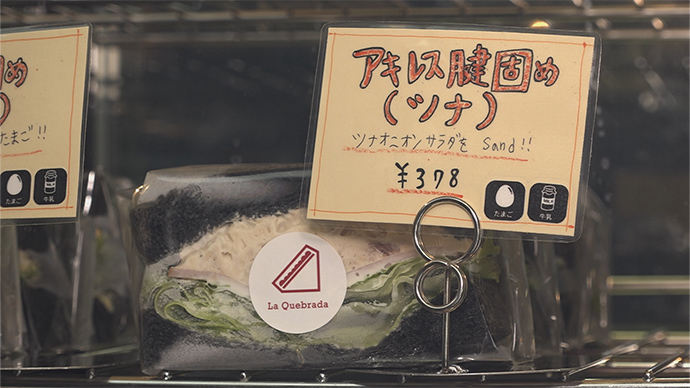 アキレス腱固め
(ツナ)
ツナオニオンサラダを Sand!!
¥378
たまご
牛乳
La Quebrada
め
)
たまご!!
たまご
牛乳